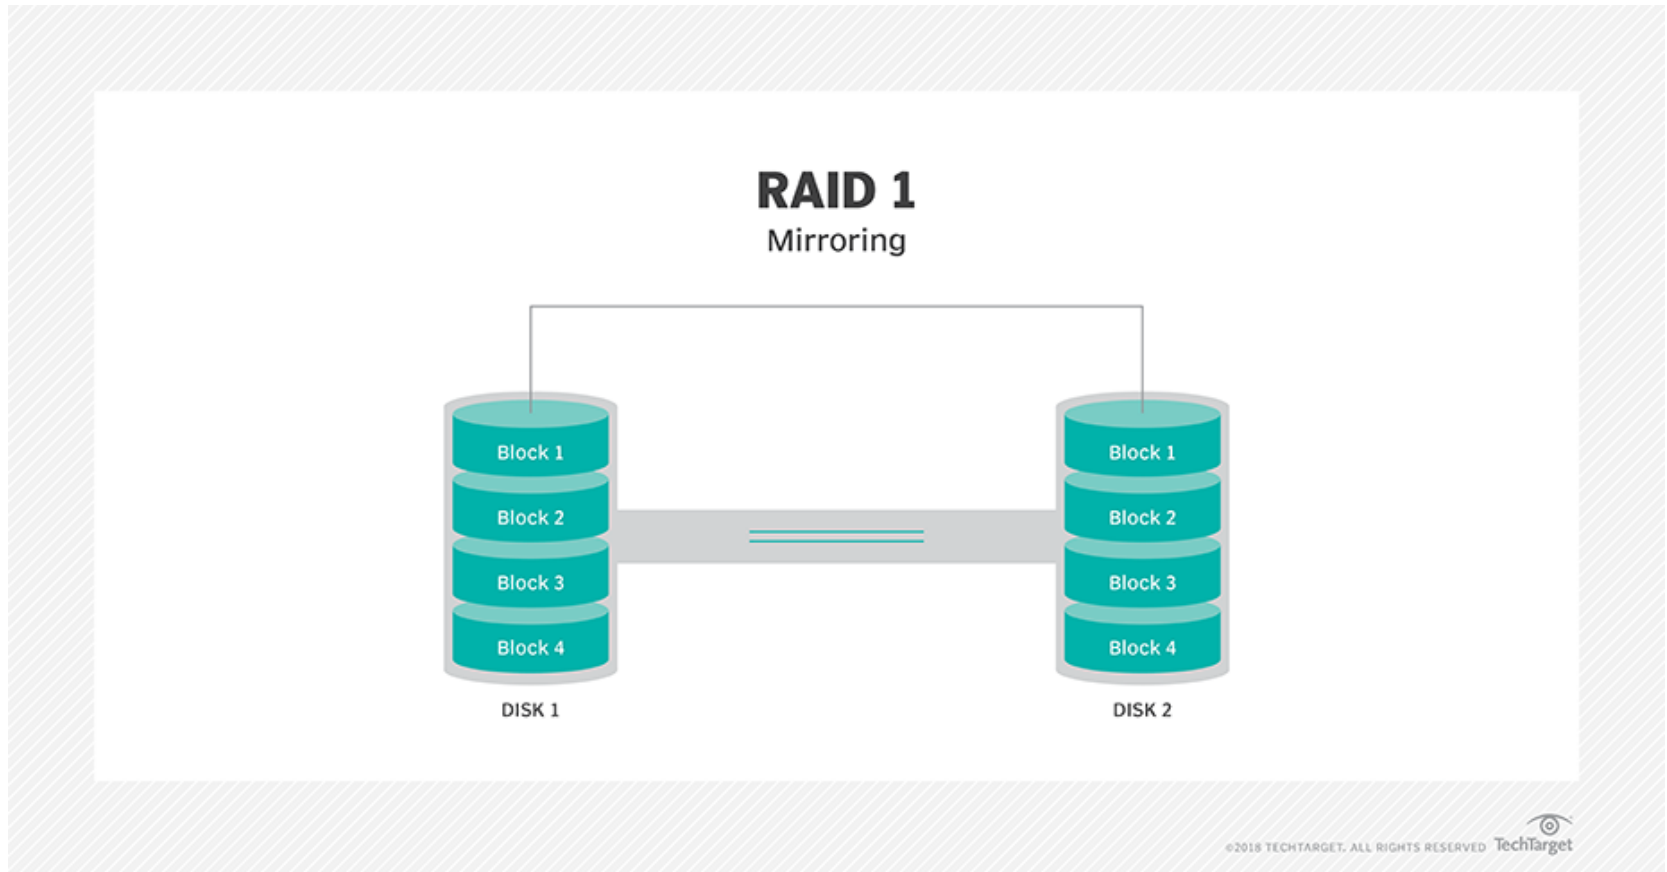 RAID 1
Mirroring
Block 1
Block 2
Block 3
Block 4
DISK 1
Block 1
Block 2
Block 3
Block 4
DISK 2
©2018 TECHTARGET. ALL RIGHTS RESERVED TechTarget